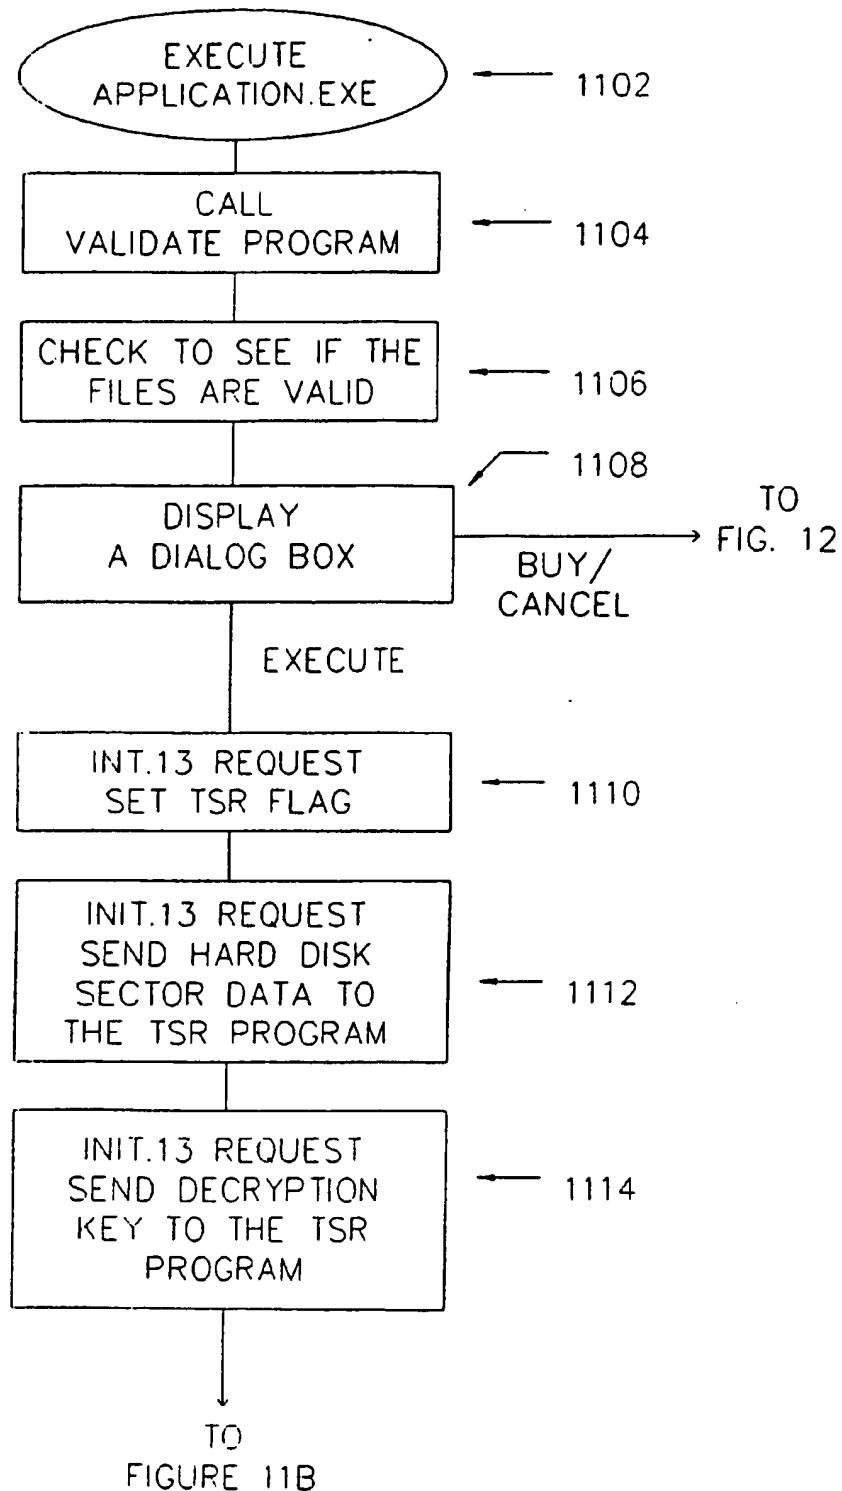 EXECUTE
APPLICATION.EXE
1102
CALL
VALIDATE PROGRAM
1104
CHECK TO SEE IF THE
FILES ARE VALID
1106
1108
DISPLAY
A DIALOG BOX
TO
FIG. 12
BUY/
CANCEL
EXECUTE
INT.13 REQUEST
SET TSR FLAG
1110
INIT.13 REQUEST
SEND HARD DISK
SECTOR DATA TO
THE TSR PROGRAM
1112
INIT.13 REQUEST
SEND DECRYPTION
KEY TO THE TSR
PROGRAM
1114
TO
FIGURE 11B